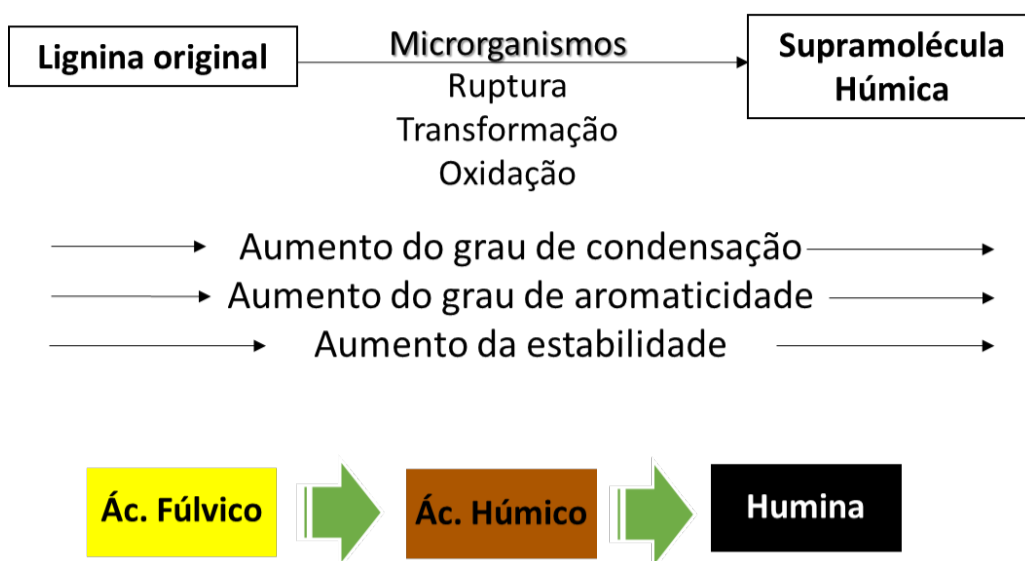 Lignina original
Microrganismos
Supramolécula
Húmica
Ruptura
Transformação
Oxidação
Aumento do grau de condensação
Aumento do grau de aromaticidade
Aumento da estabilidade
Ác. Fúlvico
Ác. Húmico
Humina